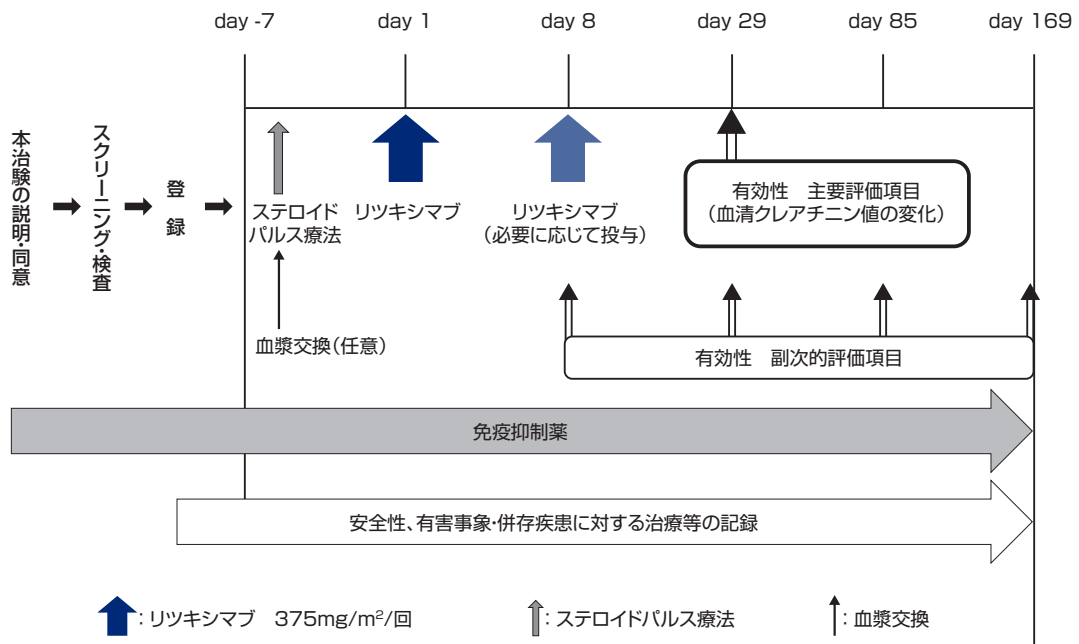 day -7
day 1
day 8
day 29
day 85
day 169
本治験の説明・同意
スクリーニング・検査
登録
ステロイド
パルス療法
リツキシマブ
リツキシマブ
(必要に応じて投与)
有効性　主要評価項目
(血清クレアチニン値の変化)
血漿交換(任意)
有効性　副次的評価項目
免疫抑制薬
安全性、有害事象・併存疾患に対する治療等の記録
：リツキシマブ　375mg/m²/回
：ステロイドパルス療法
：血漿交換